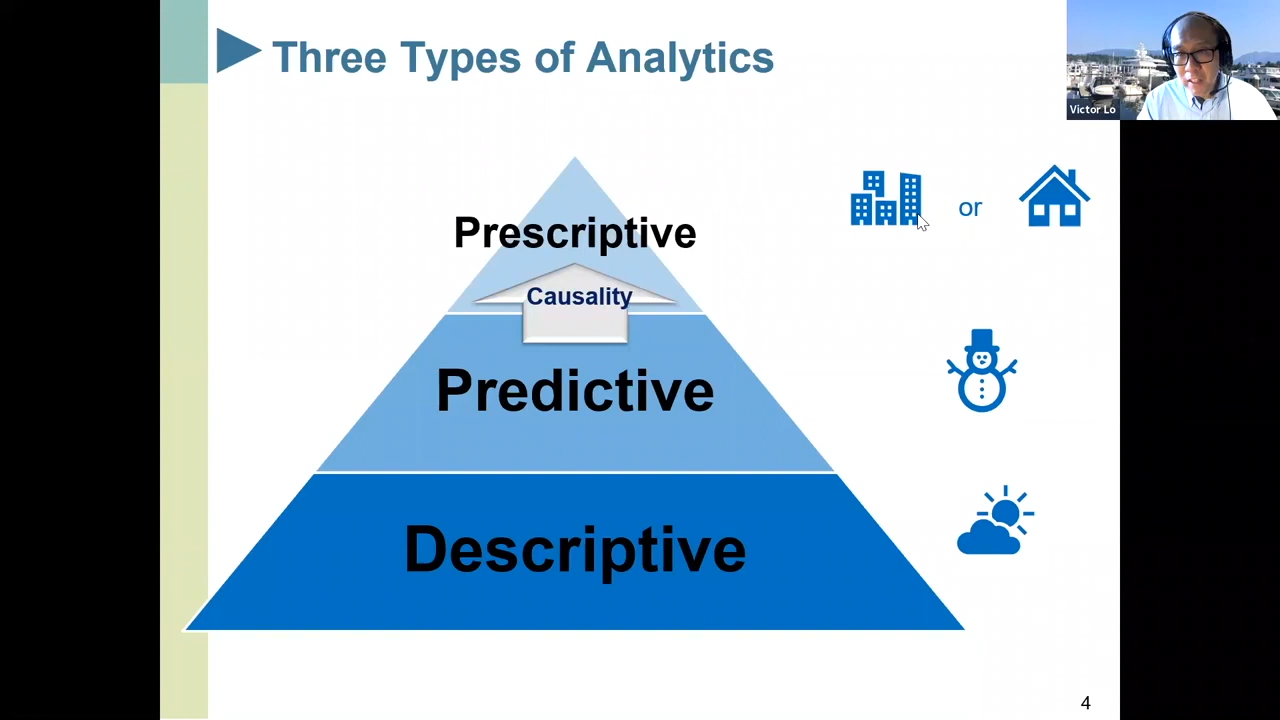 Three Types of Analytics
Victor Lo
Prescriptive
or
Causality
Predictive
Descriptive
4